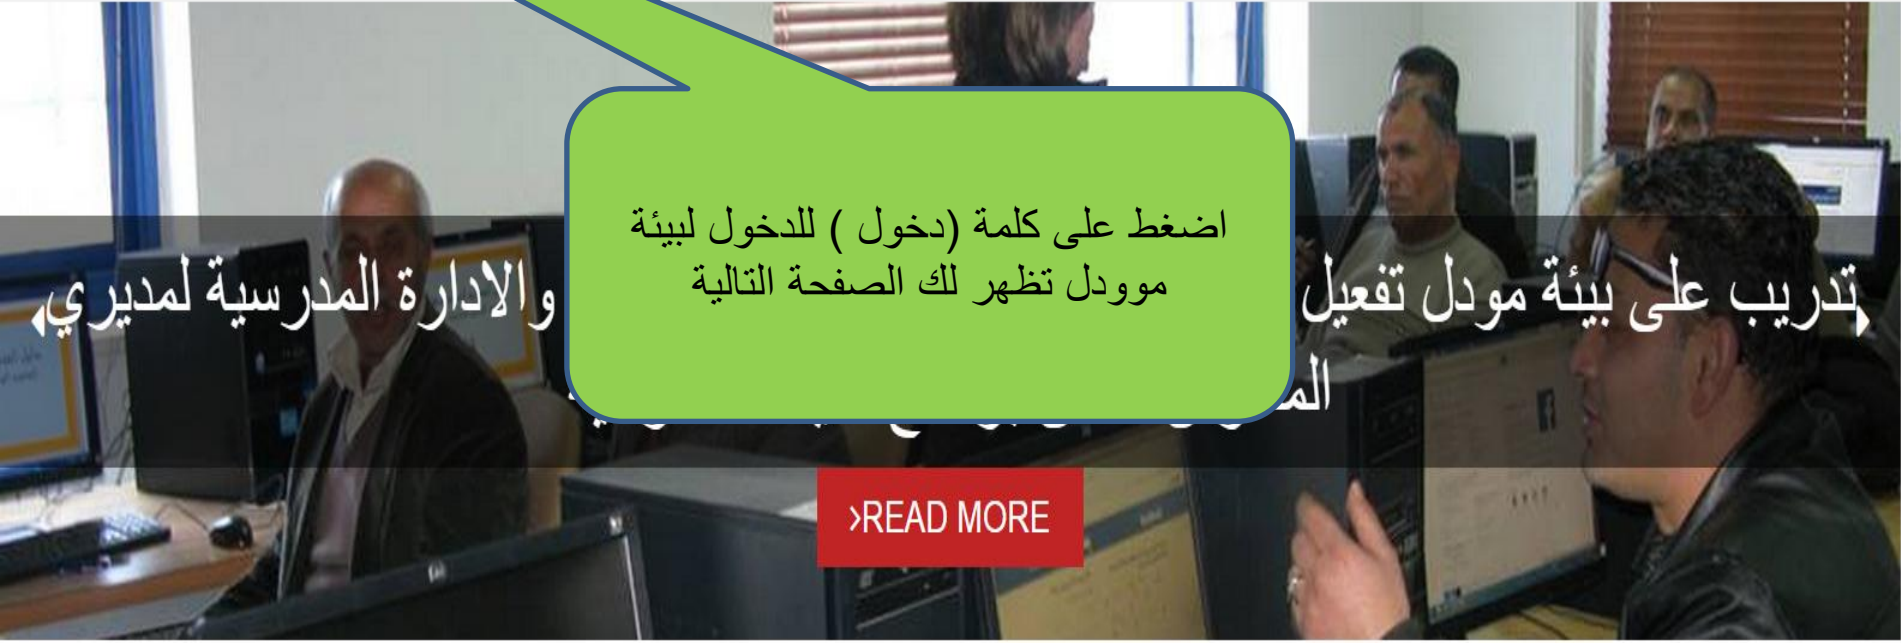 اضغط على كلمة (دخول ) للدخول لبيئة
موودل تظهر لك الصفحة التالية
تدريب على بيئة مودل تفعيل والادارة المدرسية لمديري
>READ MORE